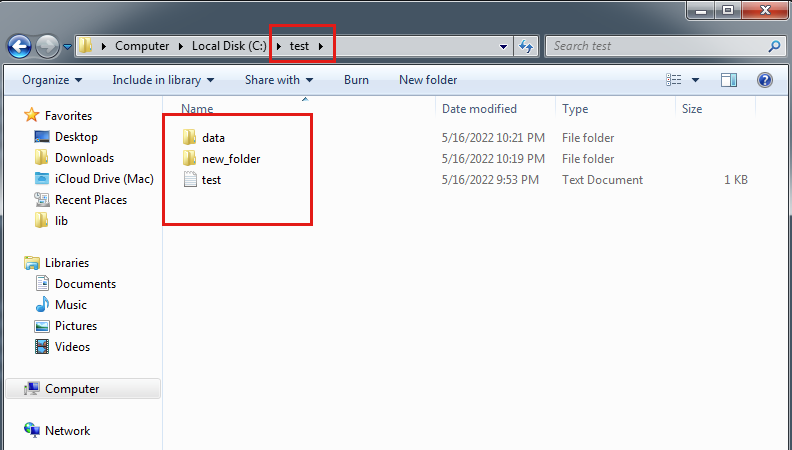 Computer Local Disk (C:) test Search test
Organize Include in library Share with Burn New folder
Name Date modified Type Size
Favorites
Desktop
Downloads
iCloud Drive (Mac)
Recent Places
lib
Libraries
Documents
Music
Pictures
Videos
Computer
Network
data 5/16/2022 10:21 PM File folder
new_folder 5/16/2022 10:19 PM File folder
test 5/16/2022 9:53 PM Text Document 1 KB